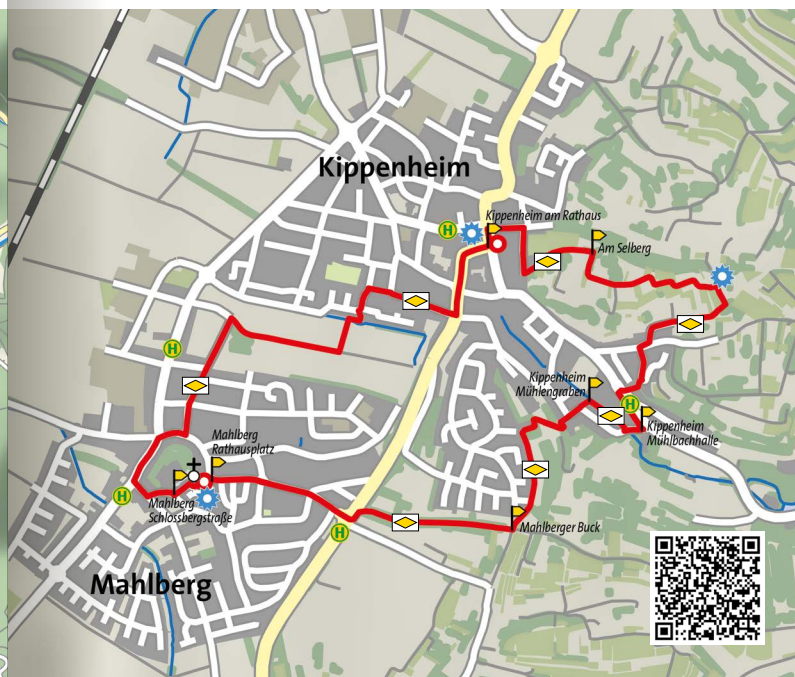 Kippenheim
H
Kippenheim am Rathaus
Am Selberg
H
Kippenheim
Mühlengraben
H
Kippenheim
Mühlbachhalle
Mahlberg
Rathausplatz
H
Mahlberg
Schlossbergstraße
H
Mahlberger Buck
Mahlberg